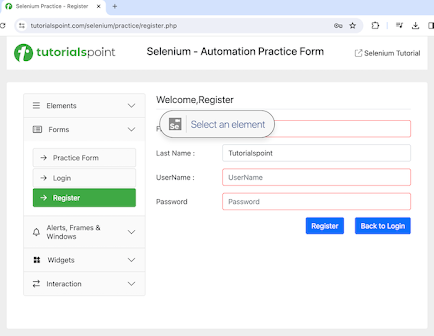 Selenium Practice - Register
tutorialspoint.com/selenium/practice/register.php
tutorialspoint
Selenium - Automation Practice Form
Selenium Tutorial
Elements
Forms
Practice Form
Login
Register
Alerts, Frames &
Windows
Widgets
Interaction
Welcome,Register
Se
Select an element
Last Name :
Tutorialspoint
UserName :
UserName
Password
Password
Register
Back to Login